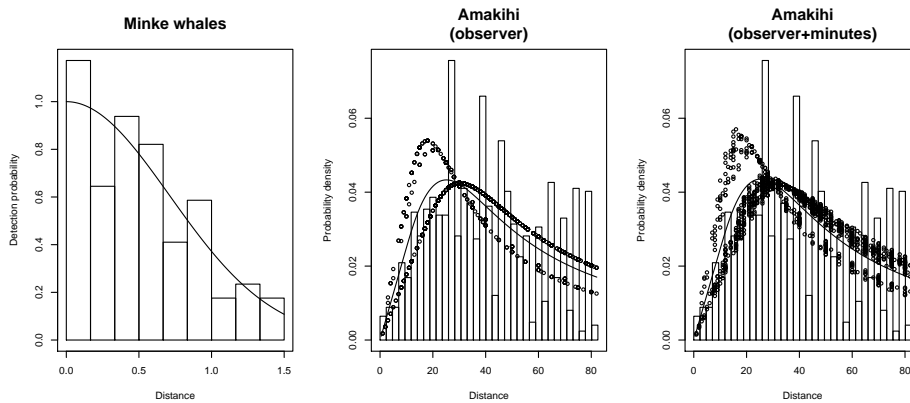 Minke whales
Detection probability
1.0
0.8
0.6
0.4
0.2
0.0
0.0
0.5
1.0
1.5
Distance
Amakihi
(observer)
Probability density
0.06
0.04
0.02
0.00
0
20
40
60
80
Distance
Amakihi
(observer+minutes)
Probability density
0.06
0.04
0.02
0.00
0
20
40
60
80
Distance